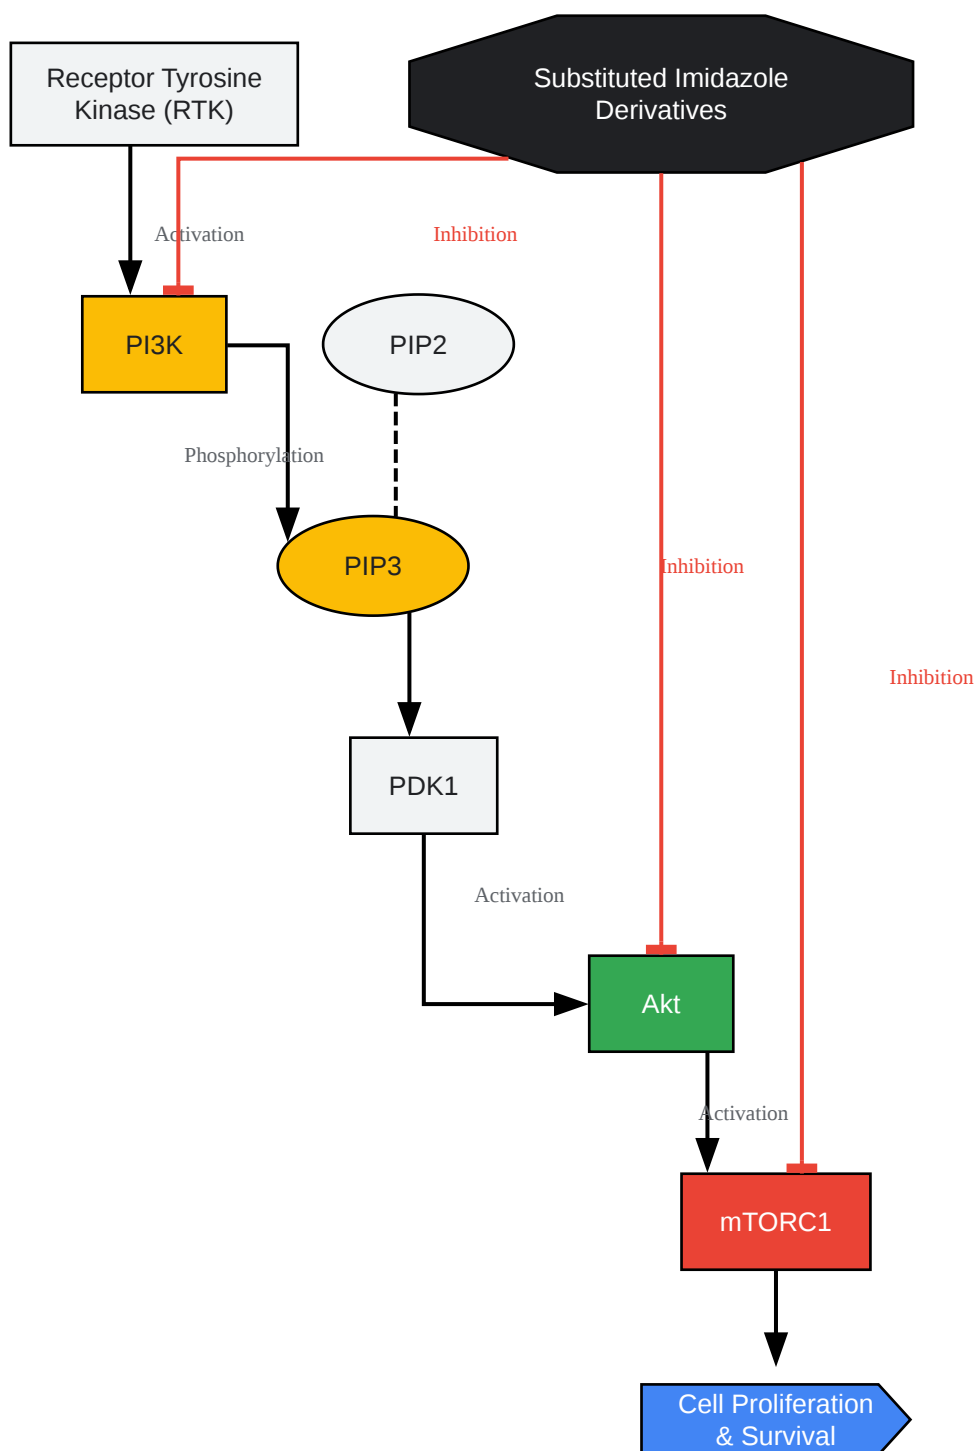 Receptor Tyrosine
Kinase (RTK)
Substituted Imidazole
Derivatives
Activation
Inhibition
PI3K
PIP2
Phosphorylation
PIP3
Inhibition
Inhibition
PDK1
Activation
Akt
Activation
mTORC1
Cell Proliferation
& Survival